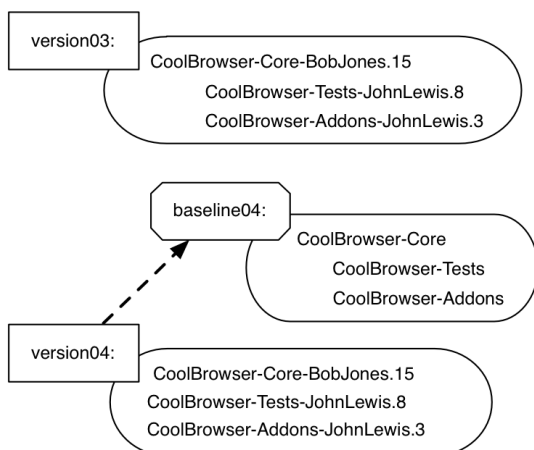 version03:
CoolBrowser-Core-BobJones.15
CoolBrowser-Tests-JohnLewis.8
CoolBrowser-Addons-JohnLewis.3
baseline04:
CoolBrowser-Core
CoolBrowser-Tests
CoolBrowser-Addons
version04:
CoolBrowser-Core-BobJones.15
CoolBrowser-Tests-JohnLewis.8
CoolBrowser-Addons-JohnLewis.3